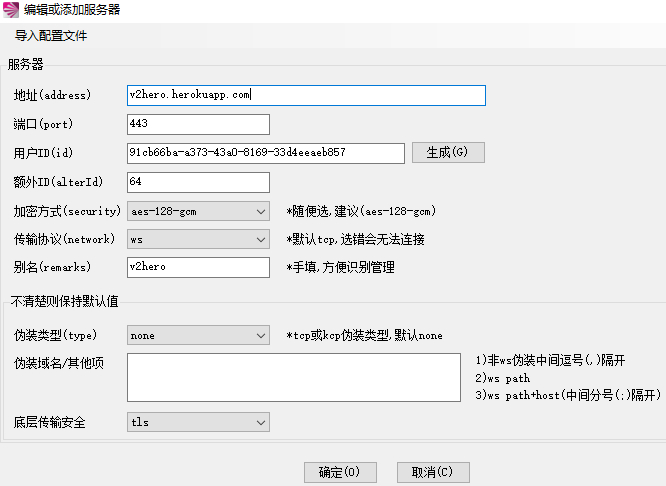 编辑或添加服务器
导入配置文件
服务器
地址(address) v2hero.herokuapp.com
端口(port) 443
用户ID(id) 91cb66ba-a373-43a0-8169-33d4eeaeb857 生成(G)
额外ID(alterId) 64
加密方式(security) aes-128-gcm *随便选,建议(aes-128-gcm)
传输协议(network) ws *默认tcp,选错会无法连接
别名(remarks) v2hero *手填,方便识别管理
不清楚则保持默认值
伪装类型(type) none *tcp或kcp伪装类型,默认none
伪装域名/其他项 1)非ws伪装中间逗号(,)隔开
2)ws path
3)ws path+host(中间分号(;)隔开)
底层传输安全 tls
确定(O) 取消(C)